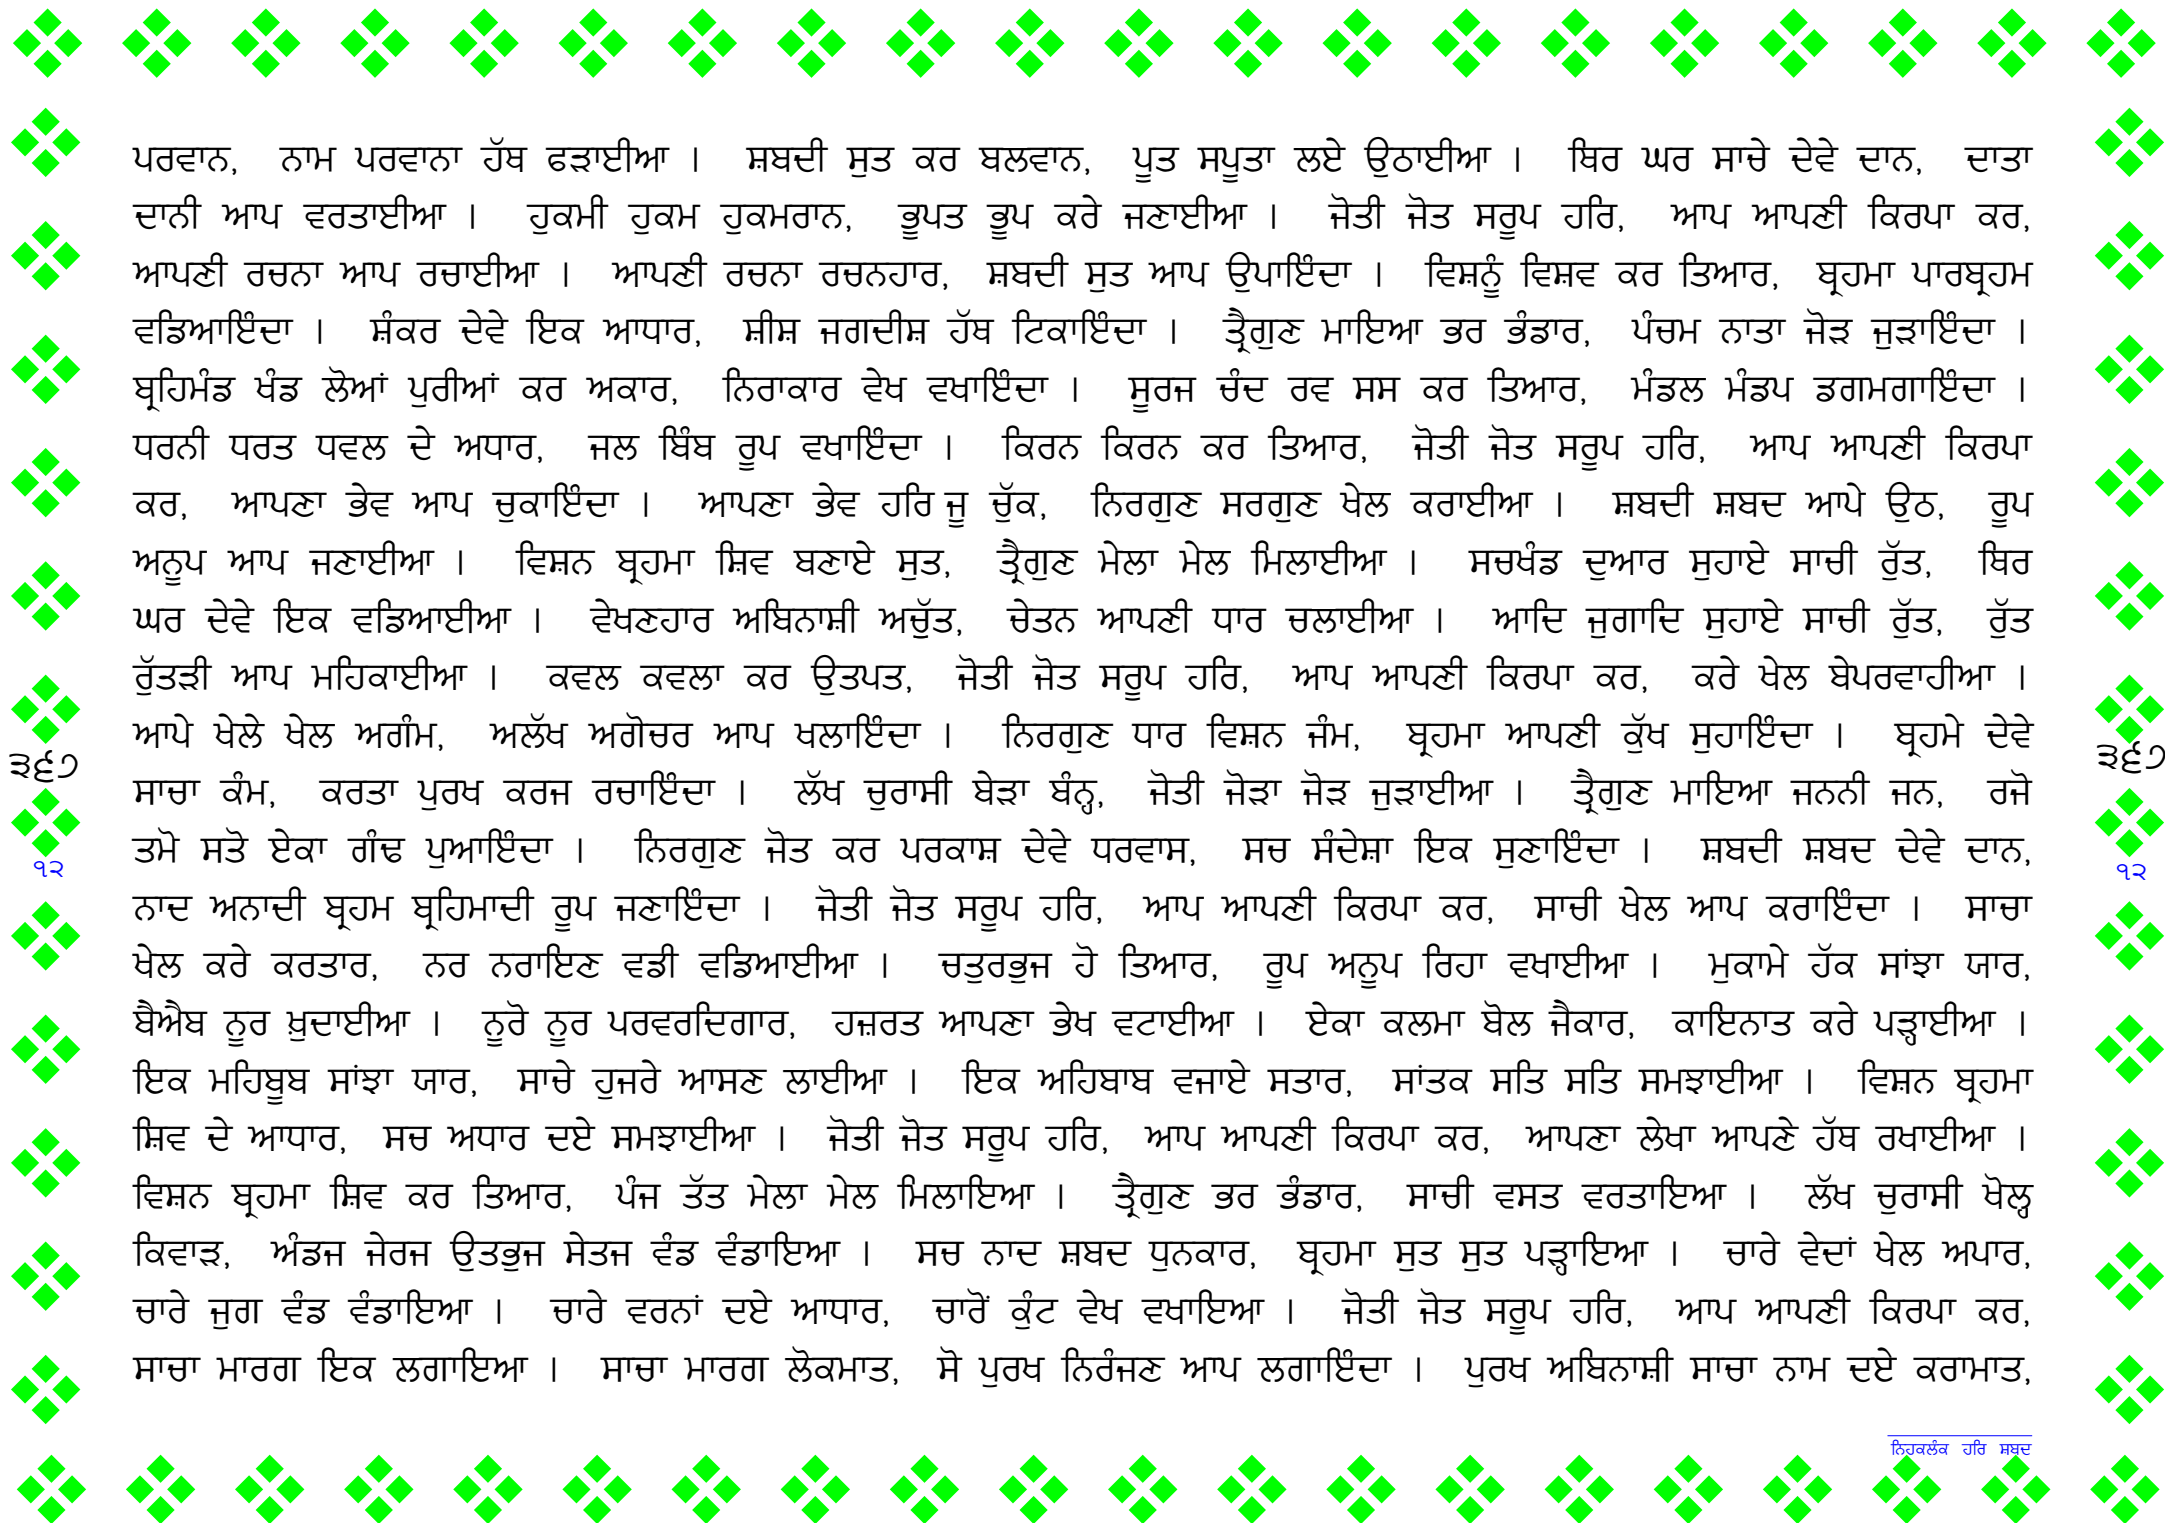 ਪਰਵਾਨ, ਨਾਮ ਪਰਵਾਨਾ ਹੱਥ ਫੜਾਈਆ । ਸ਼ਬਦੀ ਸੁਤ ਕਰ ਬਲਵਾਨ, ਪੂਤ ਸਪੂਤਾ ਲਏ ਉਠਾਈਆ । ਥਿਰ ਘਰ ਸਾਚੇ ਦੇਵੇ ਦਾਨ, ਦਾਤਾ
ਦਾਨੀ ਆਪ ਵਰਤਾਈਆ । ਹੁਕਮੀ ਹੁਕਮ ਹੁਕਮਰਾਨ, ਭੂਪਤ ਭੂਪ ਕਰੇ ਜਣਾਈਆ । ਜੋਤੀ ਜੋਤ ਸਰੂਪ ਹਰਿ, ਆਪ ਆਪਣੀ ਕਿਰਪਾ ਕਰ,
ਆਪਣੀ ਰਚਨਾ ਆਪ ਰਚਾਈਆ । ਆਪਣੀ ਰਚਨਾ ਰਚਨਹਾਰ, ਸ਼ਬਦੀ ਸੁਤ ਆਪ ਉਪਾਇੰਦਾ । ਵਿਸ਼ਨੂੰ ਵਿਸ਼ਵ ਕਰ ਤਿਆਰ, ਬ੍ਰਹਮਾ ਪਾਰਬ੍ਰਹਮ
ਵਡਿਆਇੰਦਾ । ਸ਼ੰਕਰ ਦੇਵੇ ਇਕ ਆਧਾਰ, ਸ਼ੀਸ਼ ਜਗਦੀਸ਼ ਹੱਥ ਟਿਕਾਇੰਦਾ । ਤ੍ਰੈਗੁਣ ਮਾਇਆ ਭਰ ਭੰਡਾਰ, ਪੰਚਮ ਨਾਤਾ ਜੋੜ ਜੁੜਾਇੰਦਾ ।
ਬ੍ਰਹਿਮੰਡ ਖੰਡ ਲੋਆਂ ਪੁਰੀਆਂ ਕਰ ਅਕਾਰ, ਨਿਰਾਕਾਰ ਵੇਖ ਵਖਾਇੰਦਾ । ਸੂਰਜ ਚੰਦ ਰਵ ਸਸ ਕਰ ਤਿਆਰ, ਮੰਡਲ ਮੰਡਪ ਡਗਮਗਾਇੰਦਾ ।
ਧਰਨੀ ਧਰਤ ਧਵਲ ਦੇ ਅਧਾਰ, ਜਲ ਬਿੰਬ ਰੂਪ ਵਖਾਇੰਦਾ । ਕਿਰਨ ਕਿਰਨ ਕਰ ਤਿਆਰ, ਜੋਤੀ ਜੋਤ ਸਰੂਪ ਹਰਿ, ਆਪ ਆਪਣੀ ਕਿਰਪਾ
ਕਰ, ਆਪਣਾ ਭੇਵ ਆਪ ਚੁਕਾਇੰਦਾ । ਆਪਣਾ ਭੇਵ ਹਰਿ ਜੂ ਚੁੱਕ, ਨਿਰਗੁਣ ਸਰਗੁਣ ਖੇਲ ਕਰਾਈਆ । ਸ਼ਬਦੀ ਸ਼ਬਦ ਆਪੇ ਉਠ, ਰੂਪ
ਅਨੂਪ ਆਪ ਜਣਾਈਆ । ਵਿਸ਼ਨ ਬ੍ਰਹਮਾ ਸ਼ਿਵ ਬਣਾਏ ਸੁਤ, ਤ੍ਰੈਗੁਣ ਮੇਲਾ ਮੇਲ ਮਿਲਾਈਆ । ਸਚਖੰਡ ਦੁਆਰ ਸੁਹਾਏ ਸਾਚੀ ਰੁੱਤ, ਥਿਰ
ਘਰ ਦੇਵੇ ਇਕ ਵਡਿਆਈਆ । ਵੇਖਣਹਾਰ ਅਬਿਨਾਸ਼ੀ ਅਚੁੱਤ, ਚੇਤਨ ਆਪਣੀ ਧਾਰ ਚਲਾਈਆ । ਆਦਿ ਜੁਗਾਦਿ ਸੁਹਾਏ ਸਾਚੀ ਰੁੱਤ, ਰੁੱਤ
ਰੁੱਤੜੀ ਆਪ ਮਹਿਕਾਈਆ । ਕਵਲ ਕਵਲਾ ਕਰ ਉਤਪਤ, ਜੋਤੀ ਜੋਤ ਸਰੂਪ ਹਰਿ, ਆਪ ਆਪਣੀ ਕਿਰਪਾ ਕਰ, ਕਰੇ ਖੇਲ ਬੇਪਰਵਾਹੀਆ ।
ਆਪੇ ਖੇਲੇ ਖੇਲ ਅਗੰਮ, ਅਲੱਖ ਅਗੋਚਰ ਆਪ ਖਲਾਇੰਦਾ । ਨਿਰਗੁਣ ਧਾਰ ਵਿਸ਼ਨ ਜੰਮ, ਬ੍ਰਹਮਾ ਆਪਣੀ ਕੁੱਖ ਸੁਹਾਇੰਦਾ । ਬ੍ਰਹਮੇ ਦੇਵੇ
ਸਾਚਾ ਕੰਮ, ਕਰਤਾ ਪੁਰਖ ਕਰਜ ਰਚਾਇੰਦਾ । ਲੱਖ ਚੁਰਾਸੀ ਬੇੜਾ ਬੰਨ੍ਹ, ਜੋਤੀ ਜੋੜਾ ਜੋੜ ਜੁੜਾਈਆ । ਤ੍ਰੈਗੁਣ ਮਾਇਆ ਜਨਨੀ ਜਨ, ਰਜੋ
ਤਮੋ ਸਤੋ ਏਕਾ ਗੰਢ ਪੁਆਇੰਦਾ । ਨਿਰਗੁਣ ਜੋਤ ਕਰ ਪਰਕਾਸ਼ ਦੇਵੇ ਧਰਵਾਸ, ਸਚ ਸੰਦੇਸ਼ਾ ਇਕ ਸੁਣਾਇੰਦਾ । ਸ਼ਬਦੀ ਸ਼ਬਦ ਦੇਵੇ ਦਾਨ,
ਨਾਦ ਅਨਾਦੀ ਬ੍ਰਹਮ ਬ੍ਰਹਿਮਾਦੀ ਰੂਪ ਜਣਾਇੰਦਾ । ਜੋਤੀ ਜੋਤ ਸਰੂਪ ਹਰਿ, ਆਪ ਆਪਣੀ ਕਿਰਪਾ ਕਰ, ਸਾਚੀ ਖੇਲ ਆਪ ਕਰਾਇੰਦਾ । ਸਾਚਾ
ਖੇਲ ਕਰੇ ਕਰਤਾਰ, ਨਰ ਨਰਾਇਣ ਵਡੀ ਵਡਿਆਈਆ । ਚਤੁਰਭੁਜ ਹੋ ਤਿਆਰ, ਰੂਪ ਅਨੂਪ ਰਿਹਾ ਵਖਾਈਆ । ਮੁਕਾਮੇ ਹੱਕ ਸਾਂਝਾ ਯਾਰ,
ਬੈਐਬ ਨੂਰ ਖ਼ੁਦਾਈਆ । ਨੂਰੋ ਨੂਰ ਪਰਵਰਦਿਗਾਰ, ਹਜ਼ਰਤ ਆਪਣਾ ਭੇਖ ਵਟਾਈਆ । ਏਕਾ ਕਲਮਾ ਬੋਲ ਜੈਕਾਰ, ਕਾਇਨਾਤ ਕਰੇ ਪੜ੍ਹਾਈਆ ।
ਇਕ ਮਹਿਬੂਬ ਸਾਂਝਾ ਯਾਰ, ਸਾਚੇ ਹੁਜਰੇ ਆਸਣ ਲਾਈਆ । ਇਕ ਅਹਿਬਾਬ ਵਜਾਏ ਸਤਾਰ, ਸਾਂਤਕ ਸਤਿ ਸਤਿ ਸਮਝਾਈਆ । ਵਿਸ਼ਨ ਬ੍ਰਹਮਾ
ਸ਼ਿਵ ਦੇ ਆਧਾਰ, ਸਚ ਅਧਾਰ ਦਏ ਸਮਝਾਈਆ । ਜੋਤੀ ਜੋਤ ਸਰੂਪ ਹਰਿ, ਆਪ ਆਪਣੀ ਕਿਰਪਾ ਕਰ, ਆਪਣਾ ਲੇਖਾ ਆਪਣੇ ਹੱਥ ਰਖਾਈਆ ।
ਵਿਸ਼ਨ ਬ੍ਰਹਮਾ ਸ਼ਿਵ ਕਰ ਤਿਆਰ, ਪੰਜ ਤੱਤ ਮੇਲਾ ਮੇਲ ਮਿਲਾਇਆ । ਤ੍ਰੈਗੁਣ ਭਰ ਭੰਡਾਰ, ਸਾਚੀ ਵਸਤ ਵਰਤਾਇਆ । ਲੱਖ ਚੁਰਾਸੀ ਖੋਲ੍ਹ
ਕਿਵਾੜ, ਅੰਡਜ ਜੇਰਜ ਉਤਭੁਜ ਸੇਤਜ ਵੰਡ ਵੰਡਾਇਆ । ਸਚ ਨਾਦ ਸ਼ਬਦ ਧੁਨਕਾਰ, ਬ੍ਰਹਮਾ ਸੁਤ ਸੁਤ ਪੜ੍ਹਾਇਆ । ਚਾਰੇ ਵੇਦਾਂ ਖੇਲ ਅਪਾਰ,
ਚਾਰੇ ਜੁਗ ਵੰਡ ਵੰਡਾਇਆ । ਚਾਰੇ ਵਰਨਾਂ ਦਏ ਆਧਾਰ, ਚਾਰੋਂ ਕੁੰਟ ਵੇਖ ਵਖਾਇਆ । ਜੋਤੀ ਜੋਤ ਸਰੂਪ ਹਰਿ, ਆਪ ਆਪਣੀ ਕਿਰਪਾ ਕਰ,
ਸਾਚਾ ਮਾਰਗ ਇਕ ਲਗਾਇਆ । ਸਾਚਾ ਮਾਰਗ ਲੋਕਮਾਤ, ਸੋ ਪੁਰਖ ਨਿਰੰਜਣ ਆਪ ਲਗਾਇੰਦਾ । ਪੁਰਖ ਅਬਿਨਾਸ਼ੀ ਸਾਚਾ ਨਾਮ ਦਏ ਕਰਾਮਾਤ,
੩੬੭
੧੨
੩੬੭
੧੨
ਨਿਹਕਲੰਕ ਹਰਿ ਸ਼ਬਦ